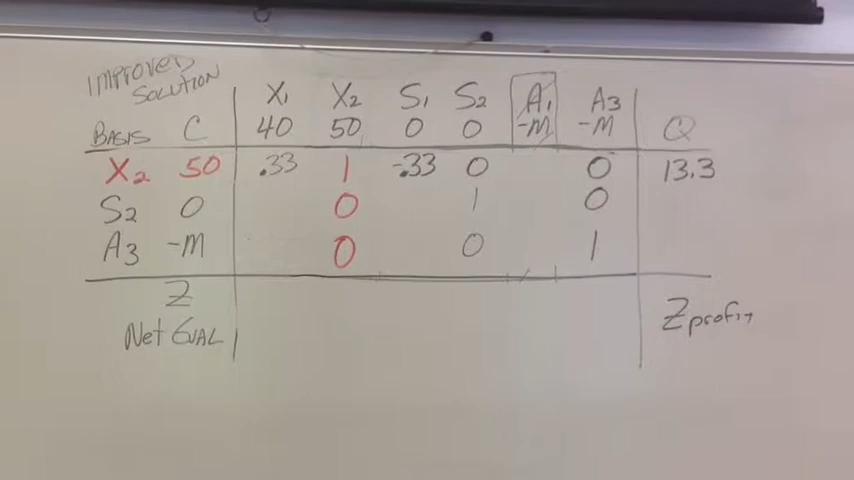 IMPROVED
SOLUTION
X₁ X₂ S₁ S₂ A₁ A₃
BASIS C 40 50 0 0 -M -M Q
X₂ 50 .33 1 -.33 0 0 13.3
S₂ 0 0 1 0
A₃ -M 0 0 1
Z
Net EVAL
Z profit